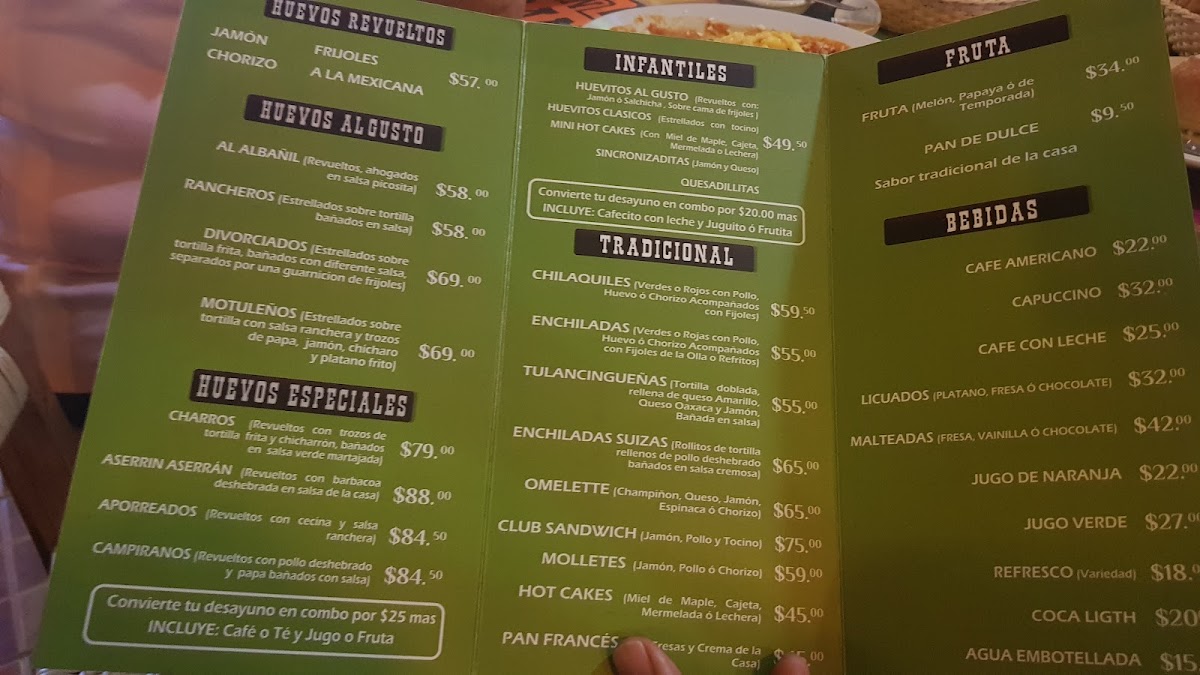 HUEVOS REVUELTOS
JAMÓN FRIJOLES
CHORIZO A LA MEXICANA $57.00
HUEVOS AL GUSTO
AL ALBAÑIL (Revueltos, ahogados
en salsa picosita) $58.00
RANCHEROS (Estrellados sobre tortilla
bañados en salsa) $58.00
DIVORCIADOS (Estrellados sobre
tortilla frita, bañados con diferente salsa,
separados por una guarnicion de frijoles) $69.00
MOTULEÑOS (Estrellados sobre
tortilla con salsa ranchera y trozos
de papa, jamón, chícharo
y platano frito) $69.00
HUEVOS ESPECIALES
CHARROS (Revueltos con trozos de
tortilla frita y chicharrón, bañados
en salsa verde martajada) $79.00
ASERRIN ASERRÁN (Revueltos con barbacoa
deshebrada en salsa de la casa) $88.00
APORREADOS (Revueltos con cecina y salsa
ranchera) $84.50
CAMPIRANOS (Revueltos con pollo deshebrado
y papa bañados con salsa) $84.50
Convierte tu desayuno en combo por $25 mas
INCLUYE: Café o Té y Jugo o Fruta
INFANTILES
HUEVITOS AL GUSTO (Revueltos con:
Jamón ó Salchicha, Sobre cama de frijoles )
HUEVITOS CLASICOS (Estrellados con tocino)
MINI HOT CAKES (Con Miel de Maple, Cajeta,
Mermelada o Lechera) $49.50
SINCRONIZADITAS (Jamón y Queso)
QUESADILLITAS
Convierte tu desayuno en combo por $20.00 mas
INCLUYE: Cafecito con leche y Juguito ó Frutita
TRADICIONAL
CHILAQUILES (Verdes o Rojos con Pollo,
Huevo ó Chorizo Acompañados
con Fijoles) $59.50
ENCHILADAS (Verdes o Rojas con Pollo,
Huevo ó Chorizo Acompañados
con Fijoles de la Olla o Refritos) $55.00
TULANCINGUEÑAS (Tortilla doblada,
rellena de queso Amarillo,
Queso Oaxaca y Jamón,
Bañada en salsa) $55.00
ENCHILADAS SUIZAS (Rollitos de tortilla
rellenos de pollo deshebrado
bañados en salsa cremosa) $65.00
OMELETTE (Champiñon, Queso, Jamón,
Espinaca ó Chorizo) $65.00
CLUB SANDWICH (Jamón, Pollo y Tocino) $75.00
MOLLETES (Jamón, Pollo ó Chorizo) $59.00
HOT CAKES (Miel de Maple, Cajeta,
Mermelada ó Lechera) $45.00
PAN FRANCÉS y Crema de la
Casa)
FRUTA
FRUTA (Melón, Papaya ó de
Temporada) $34.00
PAN DE DULCE $9.50
Sabor tradicional de la casa
BEBIDAS
CAFE AMERICANO $22.00
CAPUCCINO $32.00
CAFE CON LECHE $25.00
LICUADOS (PLATANO, FRESA Ó CHOCOLATE) $32.00
MALTEADAS (FRESA, VAINILLA Ó CHOCOLATE) $42.00
JUGO DE NARANJA $22.00
JUGO VERDE $27.0
REFRESCO (Variedad) $18.
COCA LIGTH $20
AGUA EMBOTELLADA $15